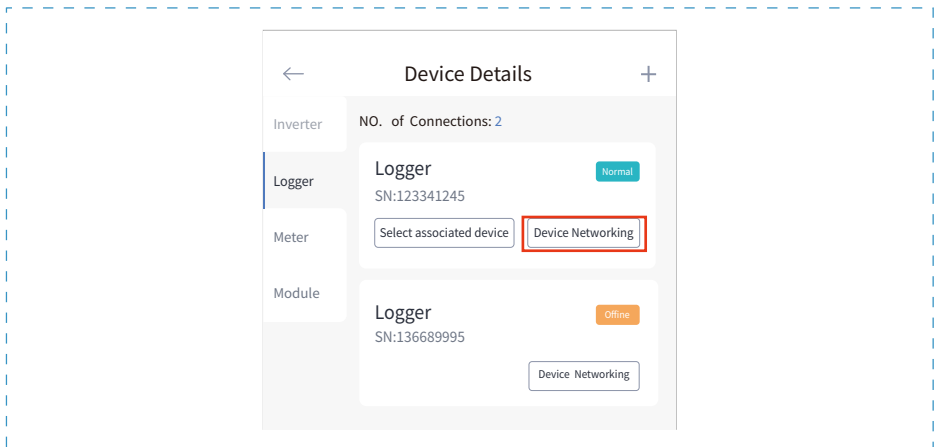 Device Details
Inverter
NO. of Connections: 2
Logger
Normal
SN:123341245
Logger
Select associated device
Device Networking
Meter
Module
Logger
Offine
SN:136689995
Device Networking